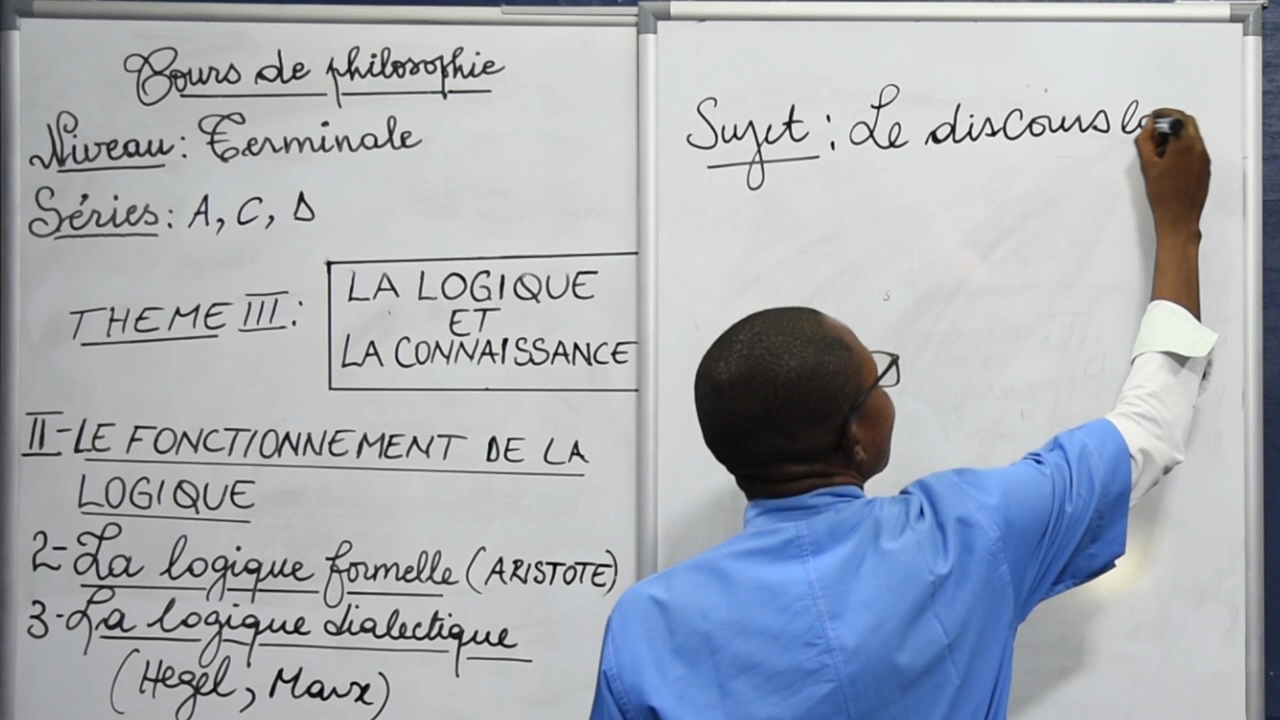 Cours de philosophie
Niveau : Terminale
Séries : A, C, D
THEME III :
LA LOGIQUE
ET
LA CONNAISSANCE
II- LE FONCTIONNEMENT DE LA
LOGIQUE
2- La logique formelle (ARISTOTE)
3- La logique dialectique
(Hegel, Marx)
Sujet : Le discours